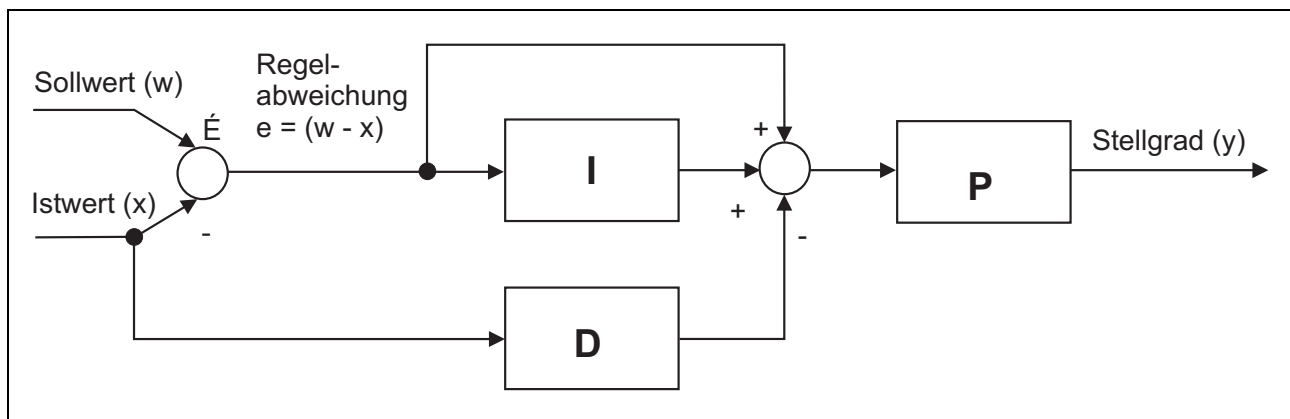 Sollwert (w)
É
Regel-
abweichung
e = (w - x)
Istwert (x)
-
I
D
+
+
-
P
Stellgrad (y)